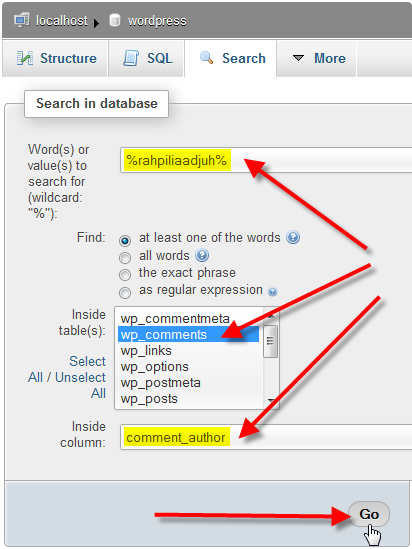 localhost wordpress
Structure SQL Search More
Search in database
Word(s) or
value(s) to
search for
(wildcard:
"%"):
%rahpiliaadjuh%
Find:
at least one of the words
all words
the exact phrase
as regular expression
Inside
table(s):
Select
All / Unselect
All
wp_commentmeta
wp_comments
wp_links
wp_options
wp_postmeta
wp_posts
Inside
column:
comment_author
Go